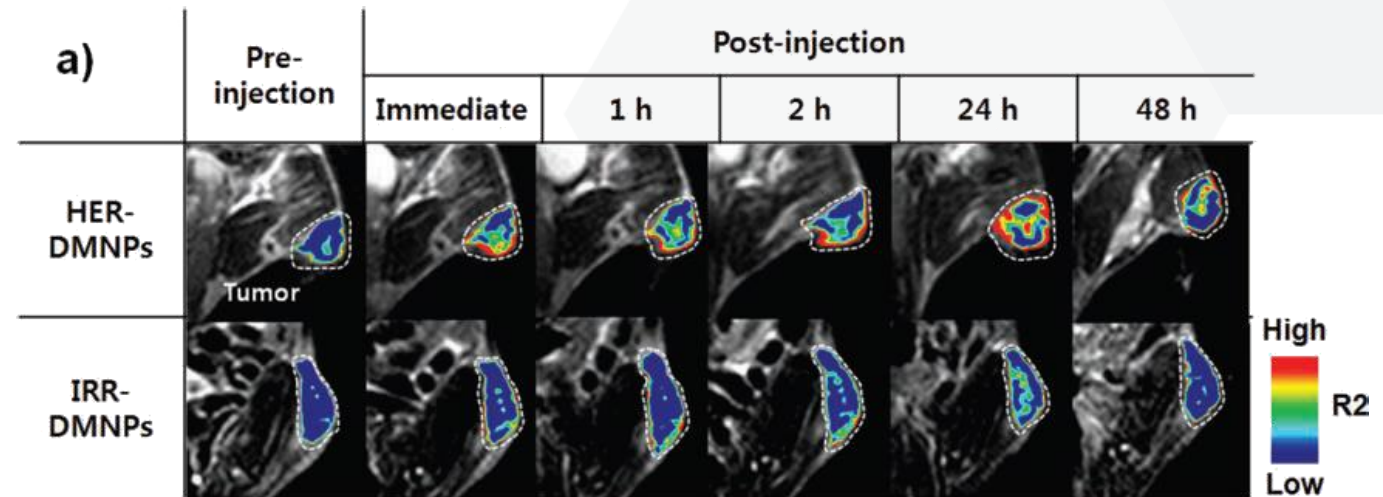 a)
Pre-
injection
Post-injection
Immediate
1 h
2 h
24 h
48 h
HER-
DMNPs
Tumor
IRR-
DMNPs
High
R2
Low